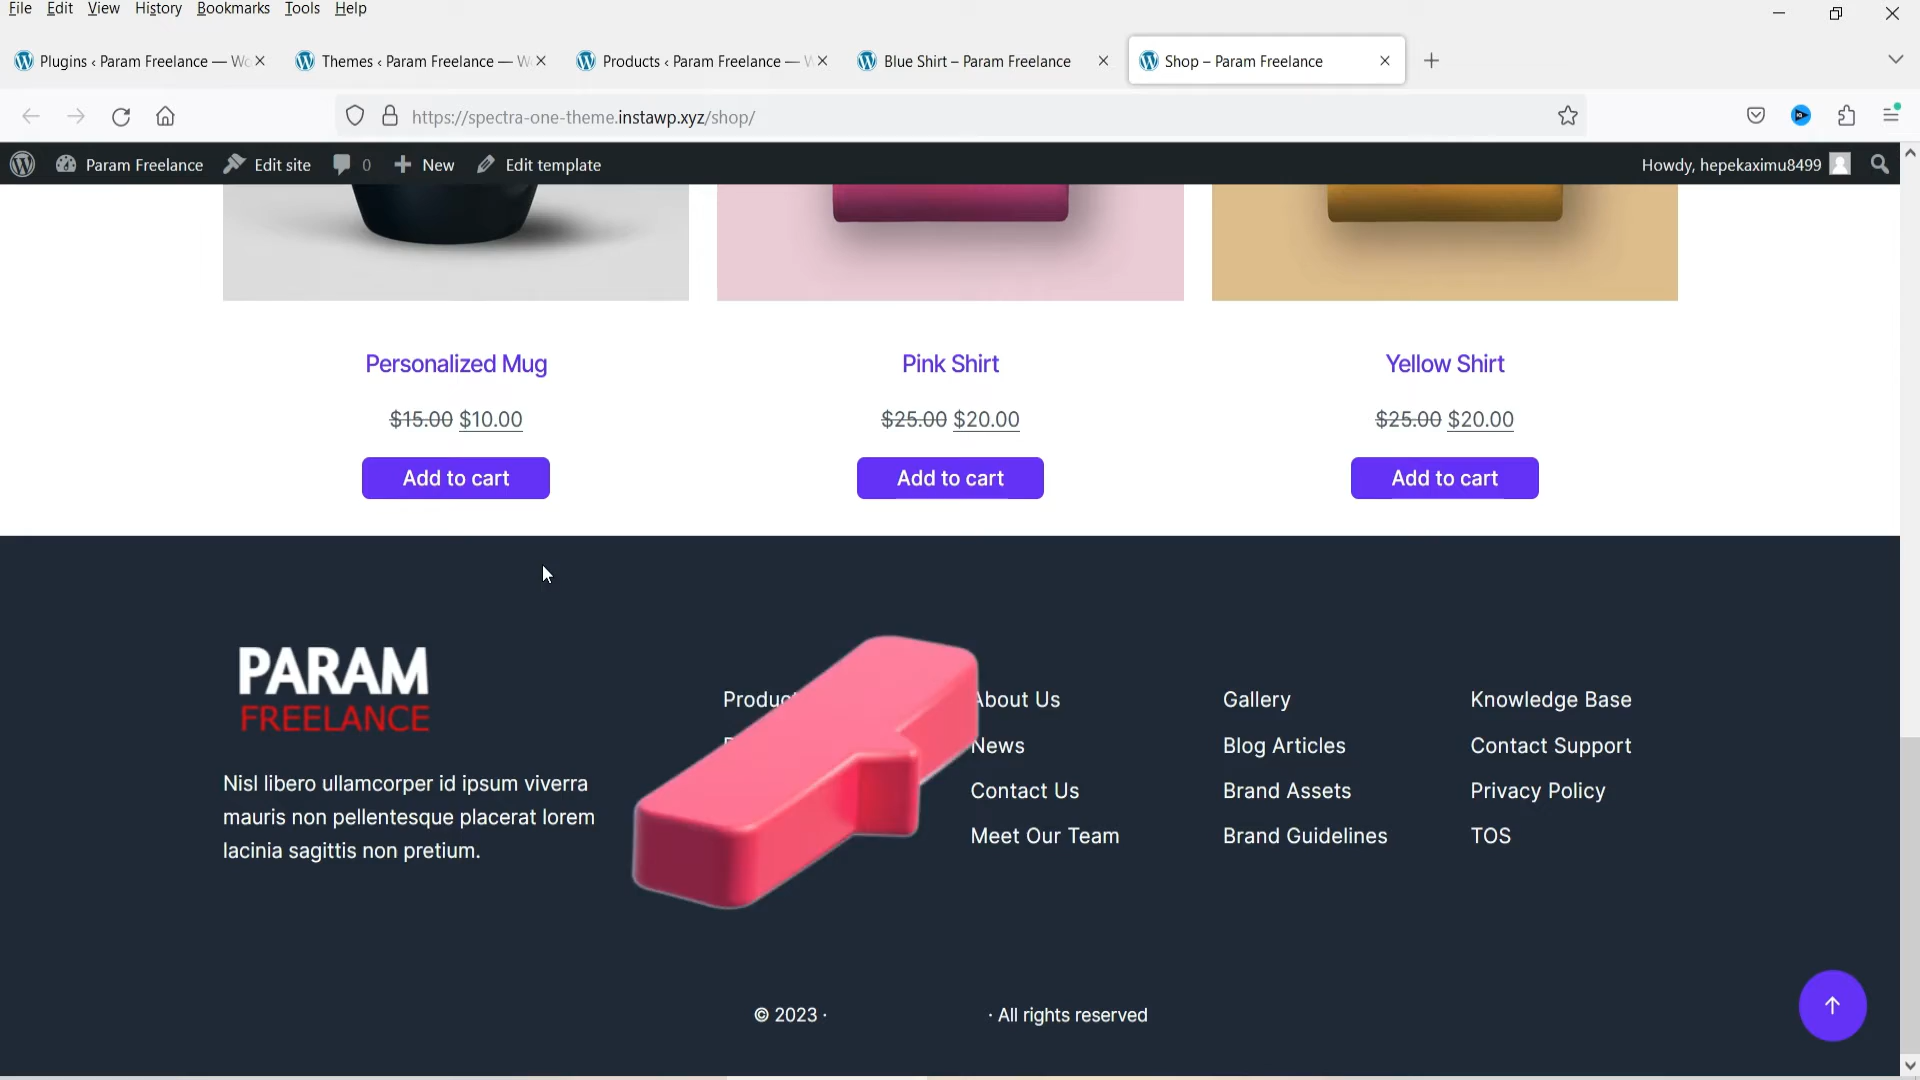 File Edit View History Bookmarks Tools Help
Plugins ‹ Param Freelance — Wo
Themes ‹ Param Freelance — W
Products ‹ Param Freelance — W
Blue Shirt – Param Freelance
Shop – Param Freelance
https://spectra-one-theme.instawp.xyz/shop/
Param Freelance Edit site 0 New Edit template Howdy, hepekaximu8499
Personalized Mug Pink Shirt Yellow Shirt
$15.00 $10.00 $25.00 $20.00 $25.00 $20.00
Add to cart Add to cart Add to cart
PARAM
FREELANCE
Nisl libero ullamcorper id ipsum viverra
mauris non pellentesque placerat lorem
lacinia sagittis non pretium.
Product
About Us
News
Contact Us
Meet Our Team
Gallery
Blog Articles
Brand Assets
Brand Guidelines
Knowledge Base
Contact Support
Privacy Policy
TOS
© 2023 · · All rights reserved